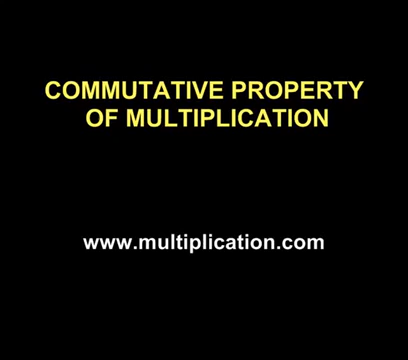 COMMUTATIVE PROPERTY
OF MULTIPLICATION
www.multiplication.com